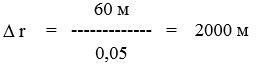 60 м
Δ r = ------------- = 2000 м
0,05